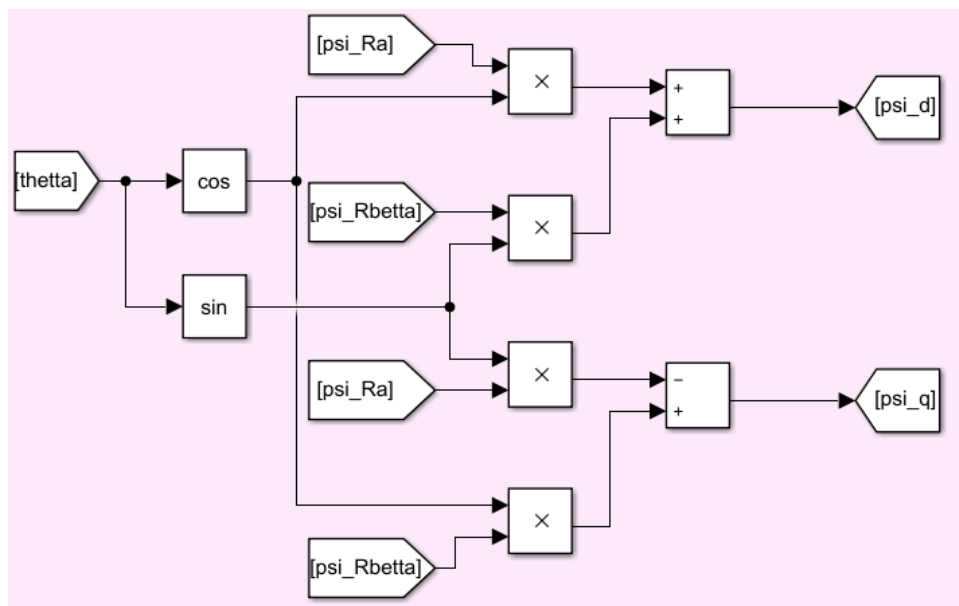 [psi_Ra]
×
+
+
[psi_d]
[thetta]
cos
[psi_Rbetta]
×
sin
[psi_Ra]
×
−
+
[psi_q]
×
[psi_Rbetta]